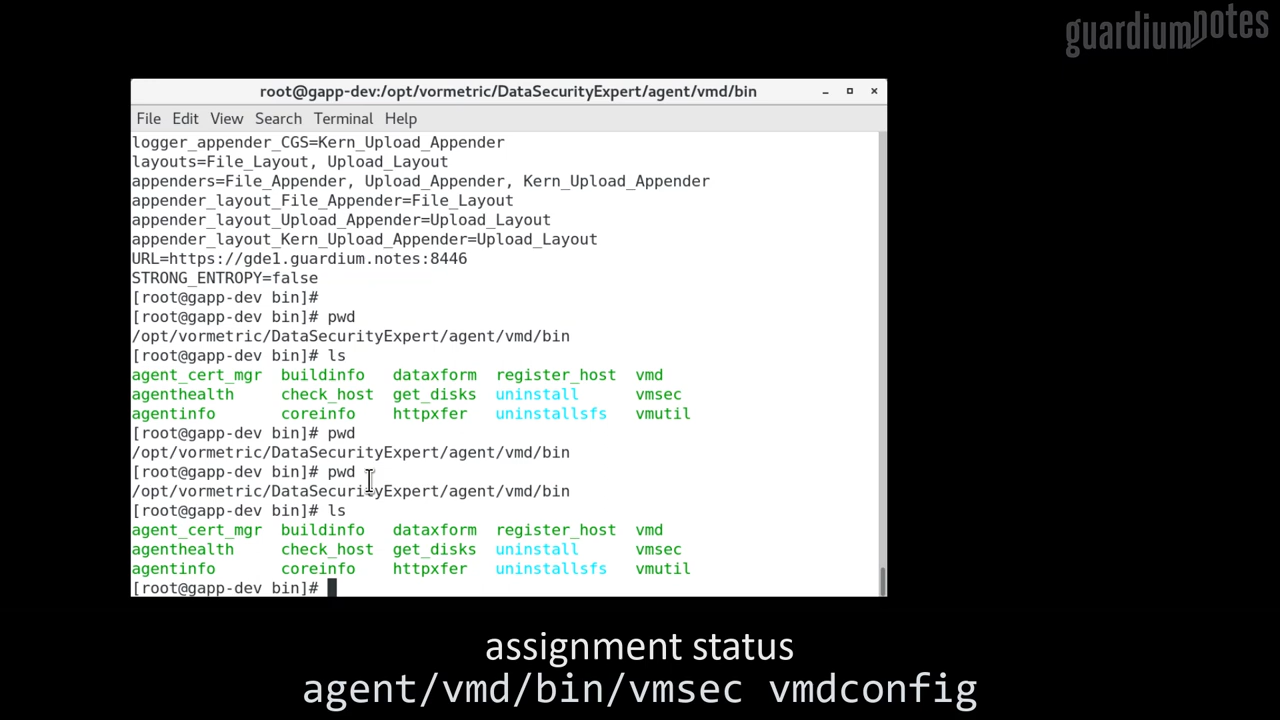 guardiumnotes
root@gapp-dev:/opt/vormetric/DataSecurityExpert/agent/vmd/bin
File Edit View Search Terminal Help
logger_appender_CGS=Kern_Upload_Appender
layouts=File_Layout, Upload_Layout
appenders=File_Appender, Upload_Appender, Kern_Upload_Appender
appender_layout_File_Appender=File_Layout
appender_layout_Upload_Appender=Upload_Layout
appender_layout_Kern_Upload_Appender=Upload_Layout
URL=https://gde1.guardium.notes:8446
STRONG_ENTROPY=false
[root@gapp-dev bin]#
[root@gapp-dev bin]# pwd
/opt/vormetric/DataSecurityExpert/agent/vmd/bin
[root@gapp-dev bin]# ls
agent_cert_mgr buildinfo dataxform register_host vmd
agenthealth check_host get_disks uninstall vmsec
agentinfo coreinfo httpxfer uninstallsfs vmutil
[root@gapp-dev bin]# pwd
/opt/vormetric/DataSecurityExpert/agent/vmd/bin
[root@gapp-dev bin]# pwd
/opt/vormetric/DataSecurityExpert/agent/vmd/bin
[root@gapp-dev bin]# ls
agent_cert_mgr buildinfo dataxform register_host vmd
agenthealth check_host get_disks uninstall vmsec
agentinfo coreinfo httpxfer uninstallsfs vmutil
[root@gapp-dev bin]#
assignment status
agent/vmd/bin/vmsec vmdconfig